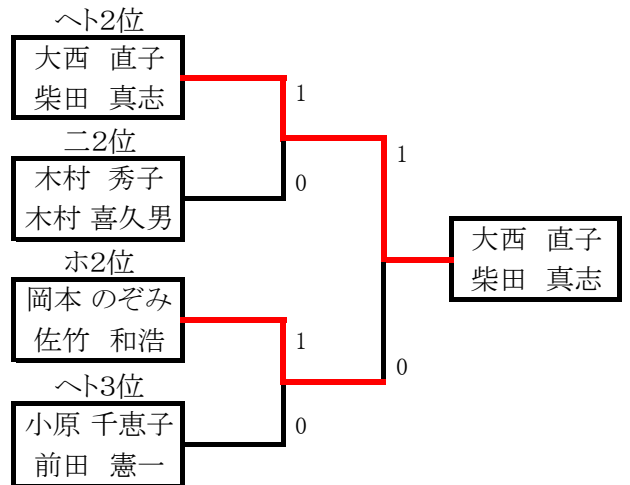 ヘト2位
大西 直子
柴田 真志
1
ニ2位
木村 秀子
木村 喜久男
0
1
大西 直子
柴田 真志
ホ2位
岡本 のぞみ
佐竹 和浩
1
0
ヘト3位
小原 千恵子
前田 憲一
0